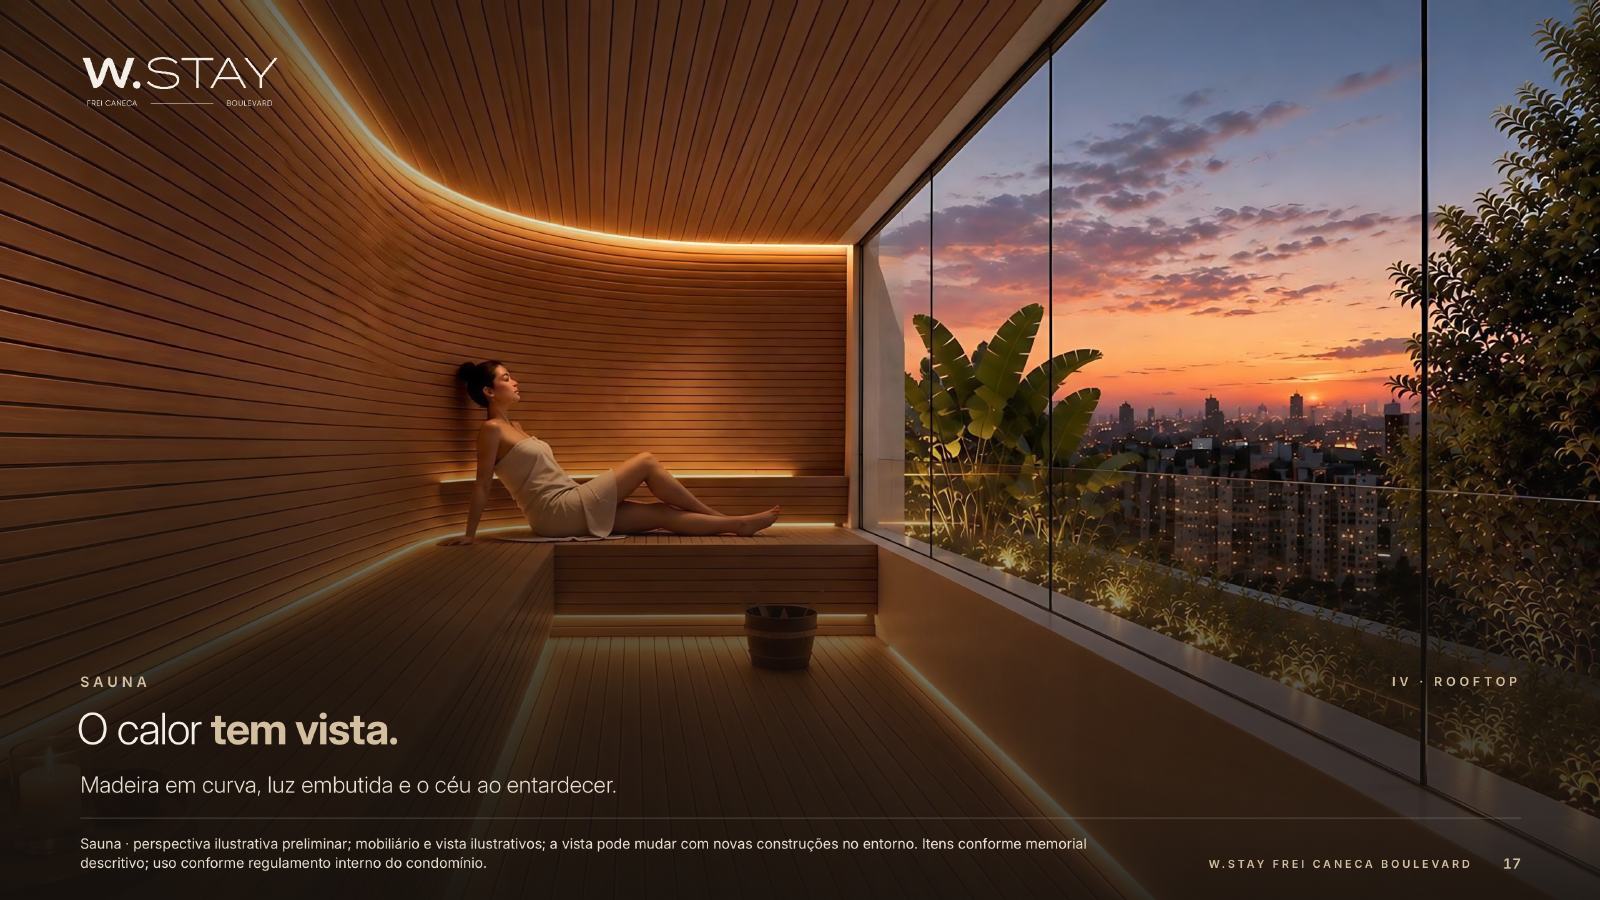 W.STAY
FREI CANECA BOULEVARD
SAUNA
IV · ROOFTOP
O calor tem vista.
Madeira em curva, luz embutida e o céu ao entardecer.
Sauna · perspectiva ilustrativa preliminar; mobiliário e vista ilustrativos; a vista pode mudar com novas construções no entorno. Itens conforme memorial
descritivo; uso conforme regulamento interno do condomínio.
W.STAY FREI CANECA BOULEVARD 17